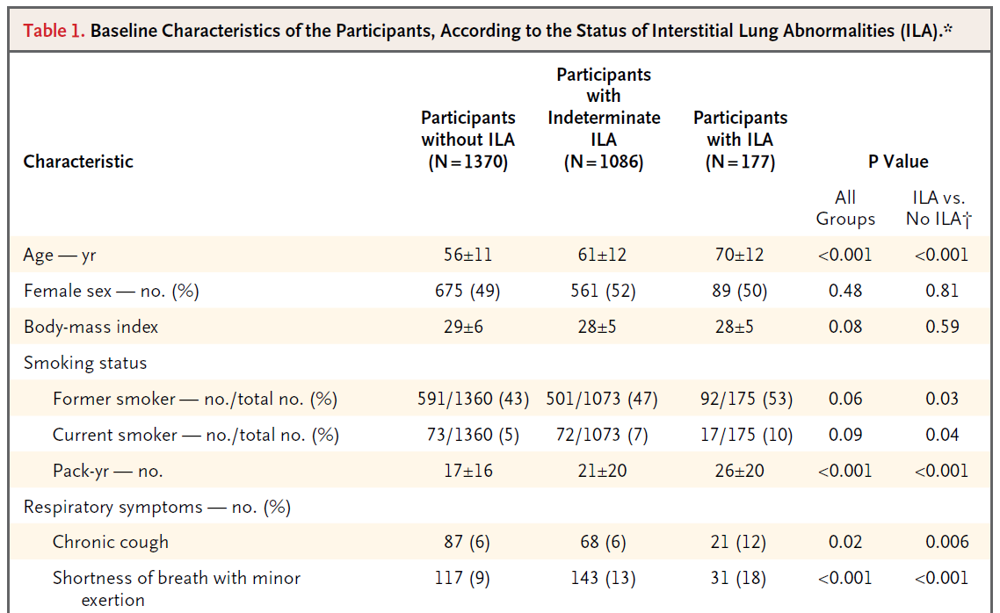 Table 1. Baseline Characteristics of the Participants, According to the Status of Interstitial Lung Abnormalities (ILA).*
Characteristic Participants without ILA (N=1370) Participants with Indeterminate ILA (N=1086) Participants with ILA (N=177) P Value
All Groups ILA vs. No ILA†
Age — yr 56±11 61±12 70±12 <0.001 <0.001
Female sex — no. (%) 675 (49) 561 (52) 89 (50) 0.48 0.81
Body-mass index 29±6 28±5 28±5 0.08 0.59
Smoking status
Former smoker — no./total no. (%) 591/1360 (43) 501/1073 (47) 92/175 (53) 0.06 0.03
Current smoker — no./total no. (%) 73/1360 (5) 72/1073 (7) 17/175 (10) 0.09 0.04
Pack-yr — no. 17±16 21±20 26±20 <0.001 <0.001
Respiratory symptoms — no. (%)
Chronic cough 87 (6) 68 (6) 21 (12) 0.02 0.006
Shortness of breath with minor exertion 117 (9) 143 (13) 31 (18) <0.001 <0.001